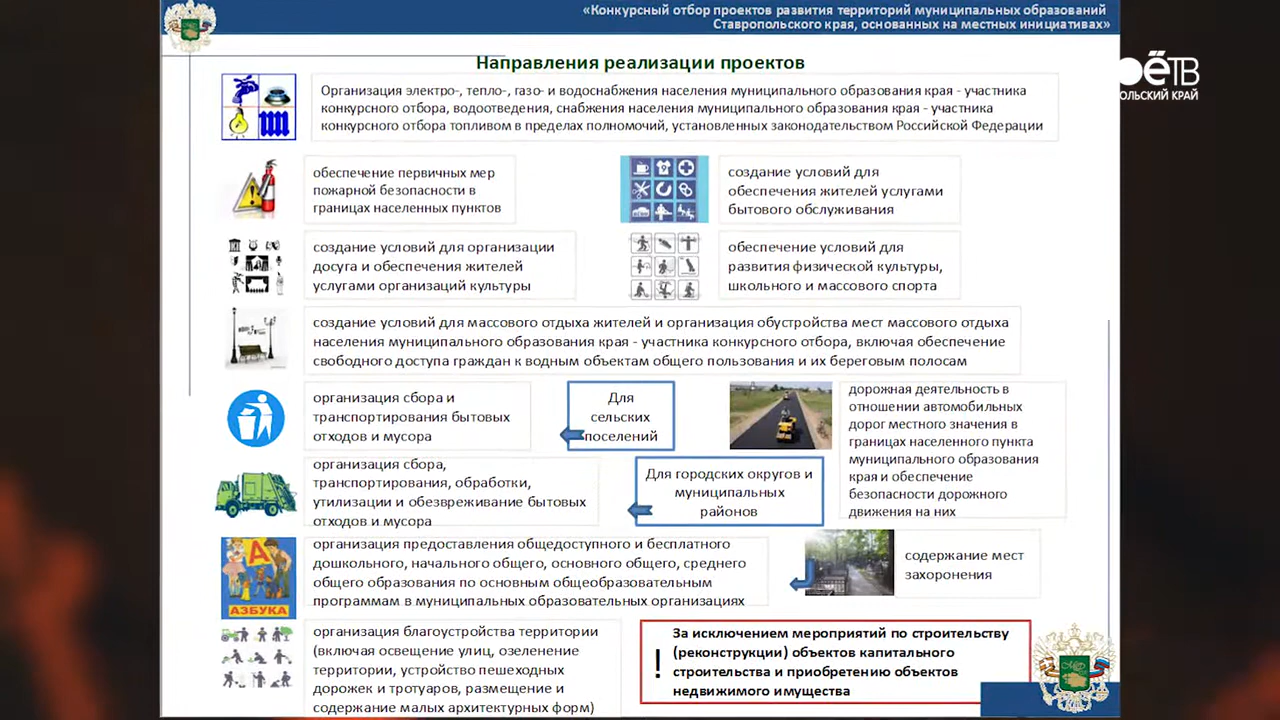 «Конкурсный отбор проектов развития территорий муниципальных образований
Ставропольского края, основанных на местных инициативах»
Направления реализации проектов
ОЁТВ
ОЛЬСКИЙ КРАЙ
Организация электро-, тепло-, газо- и водоснабжения населения муниципального образования края - участника
конкурсного отбора, водоотведения, снабжения населения муниципального образования края - участника
конкурсного отбора топливом в пределах полномочий, установленных законодательством Российской Федерации
обеспечение первичных мер
пожарной безопасности в
границах населенных пунктов
создание условий для
обеспечения жителей услугами
бытового обслуживания
создание условий для организации
досуга и обеспечения жителей
услугами организаций культуры
обеспечение условий для
развития физической культуры,
школьного и массового спорта
создание условий для массового отдыха жителей и организация обустройства мест массового отдыха
населения муниципального образования края - участника конкурсного отбора, включая обеспечение
свободного доступа граждан к водным объектам общего пользования и их береговым полосам
организация сбора и
транспортирования бытовых
отходов и мусора
Для
сельских
поселений
дорожная деятельность в
отношении автомобильных
дорог местного значения в
границах населенного пункта
муниципального образования
края и обеспечение
безопасности дорожного
движения на них
организация сбора,
транспортирования, обработки,
утилизации и обезвреживание бытовых
отходов и мусора
Для городских округов и
муниципальных
районов
А
АЗБУКА
организация предоставления общедоступного и бесплатного
дошкольного, начального общего, основного общего, среднего
общего образования по основным общеобразовательным
программам в муниципальных образовательных организациях
содержание мест
захоронения
организация благоустройства территории
(включая освещение улиц, озеленение
территории, устройство пешеходных
дорожек и тротуаров, размещение и
содержание малых архитектурных форм)
!
За исключением мероприятий по строительству
(реконструкции) объектов капитального
строительства и приобретению объектов
недвижимого имущества